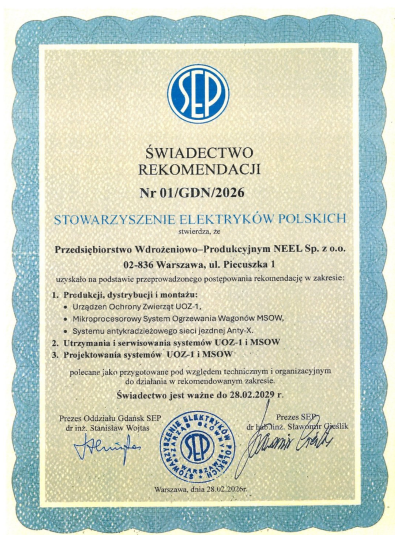 SEP
ŚWIADECTWO
REKOMENDACJI
Nr 01/GDN/2026
STOWARZYSZENIE ELEKTRYKÓW POLSKICH
stwierdza, że
Przedsiębiorstwo Wdrożeniowo–Produkcyjnym NEEL Sp. z o.o.
02-836 Warszawa, ul. Piecuszka 1
uzyskało na podstawie przeprowadzonego postępowania rekomendację w zakresie:
1. Produkcji, dystrybucji i montażu:
• Urządzeń Ochrony Zwierząt UOZ-1,
• Mikroprocesorowy System Ogrzewania Wagonów MSOW,
• Systemu antykradzieżowego sieci jezdnej Anty-X.
2. Utrzymania i serwisowania systemów UOZ-1 i MSOW
3. Projektowania systemów UOZ-1 i MSOW
polecane jako przygotowane pod względem technicznym i organizacyjnym
do działania w rekomendowanym zakresie.
Świadectwo jest ważne do 28.02.2029 r.
Prezes Oddziału Gdańsk SEP
dr inż. Stanisław Wojtas
Prezes SEP
dr hab. inż. Sławomir Cieślik
STOWARZYSZENIE ELEKTRYKÓW POLSKICH
ZARZĄD GŁÓWNY
WARSZAWA
SEP
Warszawa, dnia 28.02.2026r.